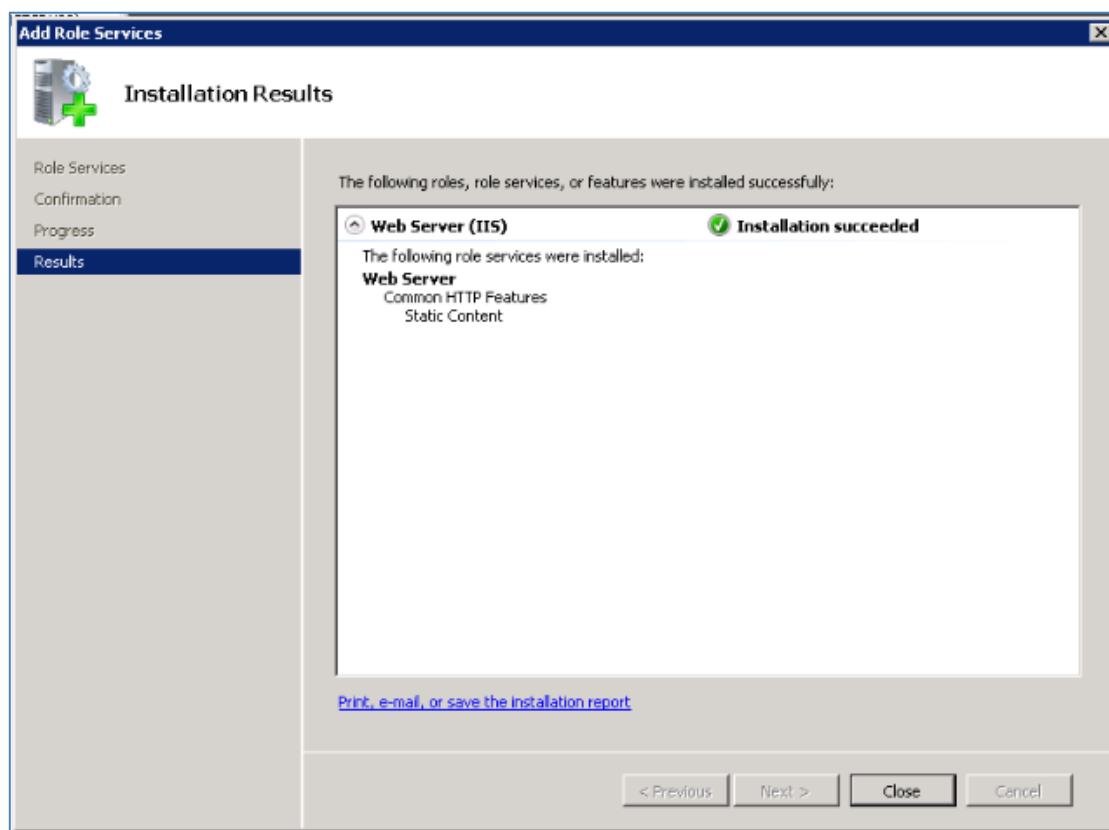 Add Role Services
Installation Results
Role Services
Confirmation
Progress
Results
The following roles, role services, or features were installed successfully:
Web Server (IIS)
Installation succeeded
The following role services were installed:
Web Server
Common HTTP Features
Static Content
Print, e-mail, or save the installation report
< Previous
Next >
Close
Cancel